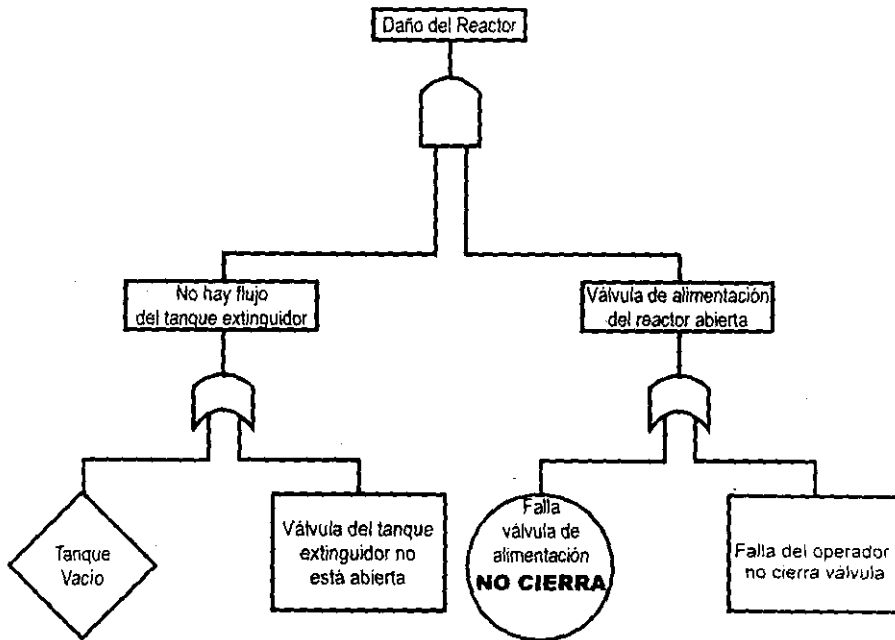 Daño del Reactor
No hay flujo
del tanque extinguidor
Válvula de alimentación
del reactor abierta
Tanque
Vacio
Válvula del tanque
extinguidor no
está abierta
Falla
válvula de
alimentación
NO CIERRA
Falla del operador
no cierra válvula